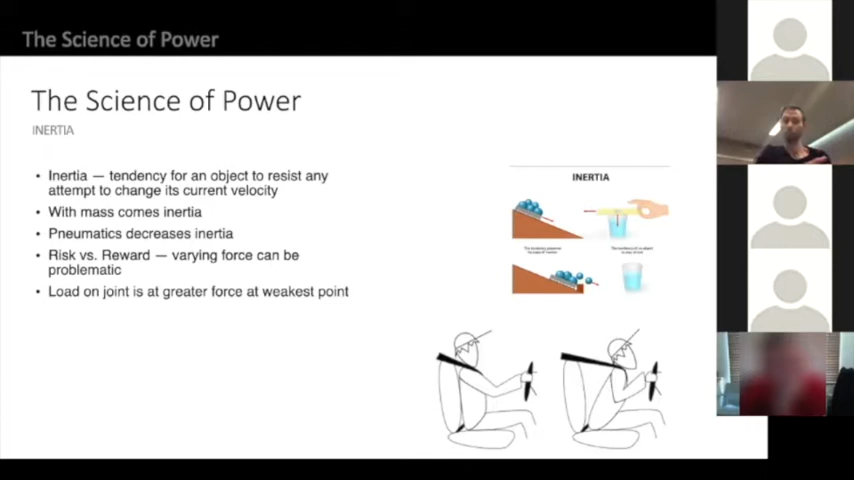 The Science of Power
The Science of Power
INERTIA
• Inertia — tendency for an object to resist any
attempt to change its current velocity
• With mass comes inertia
• Pneumatics decreases inertia
• Risk vs. Reward — varying force can be
problematic
• Load on joint is at greater force at weakest point
INERTIA